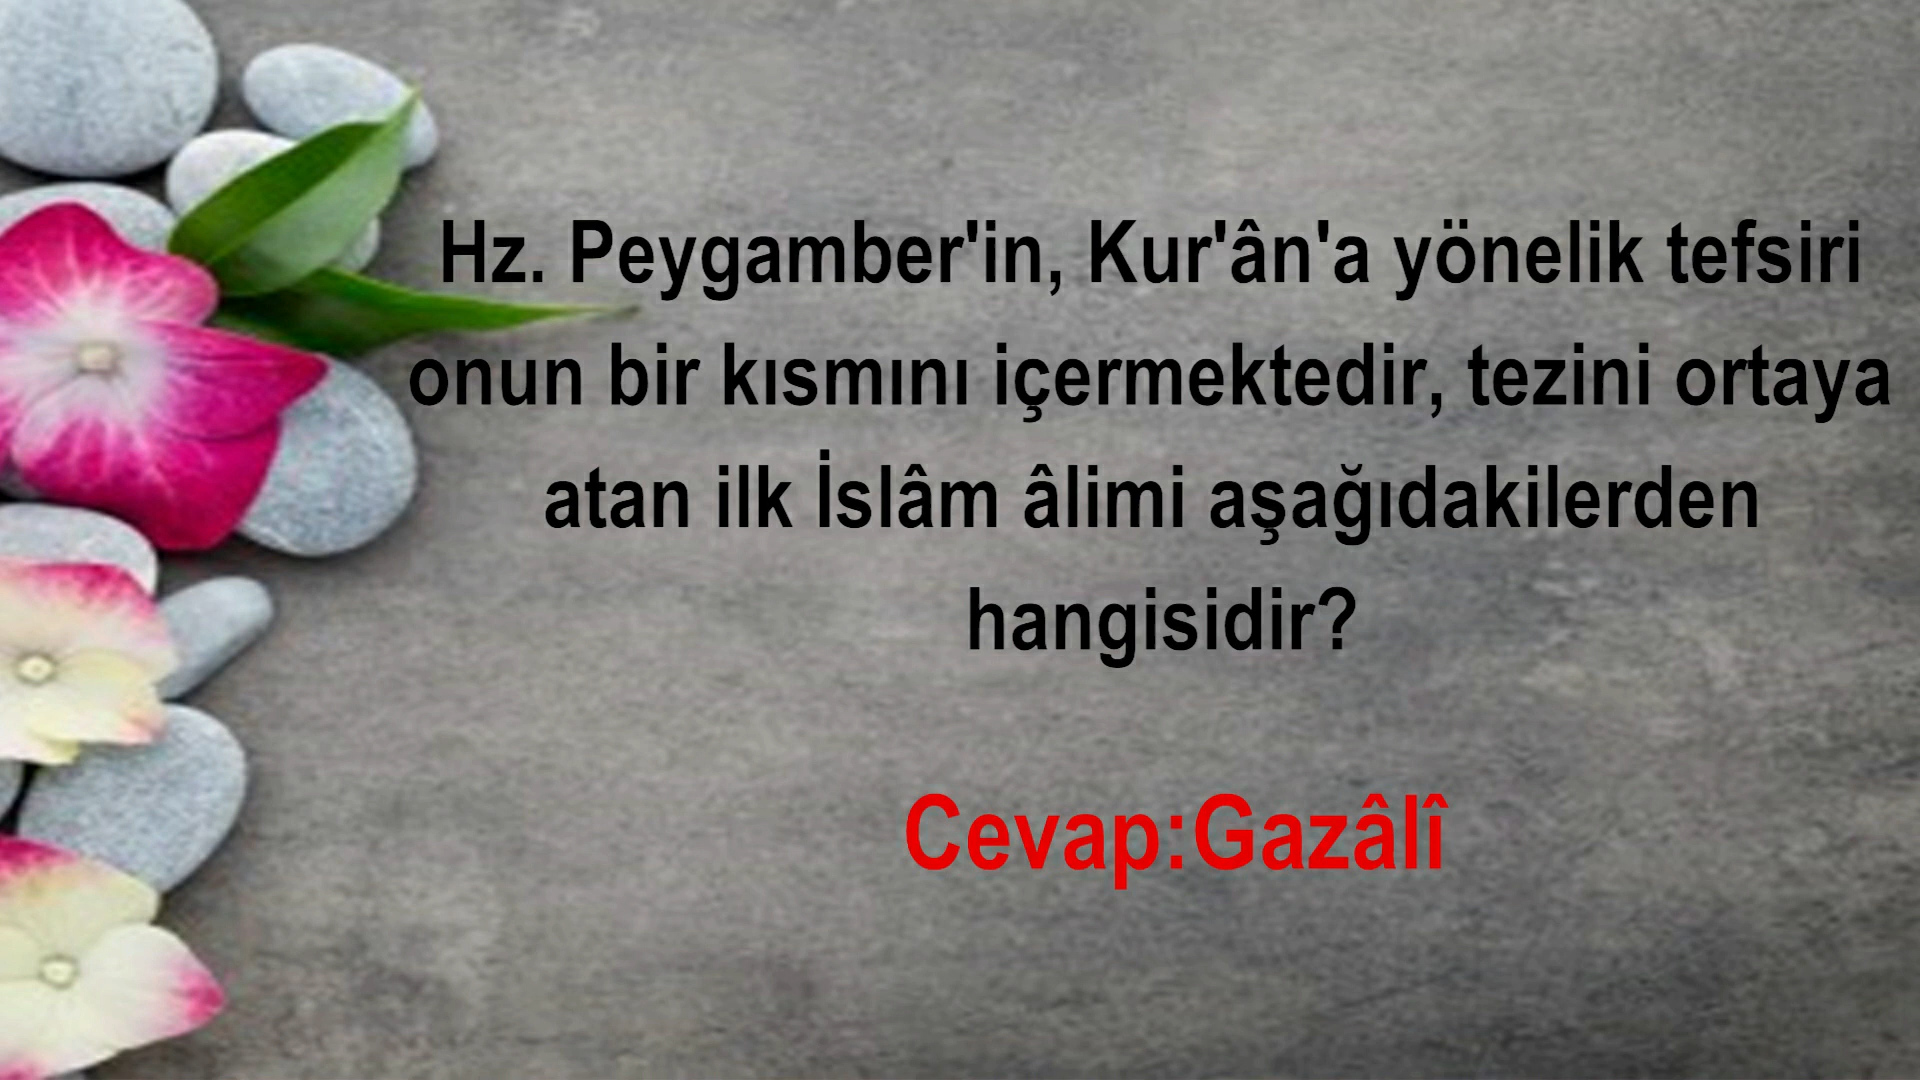 Hz. Peygamber'in, Kur'ân'a yönelik tefsiri
onun bir kısmını içermektedir, tezini ortaya
atan ilk İslâm âlimi aşağıdakilerden
hangisidir?
Cevap:Gazâlî